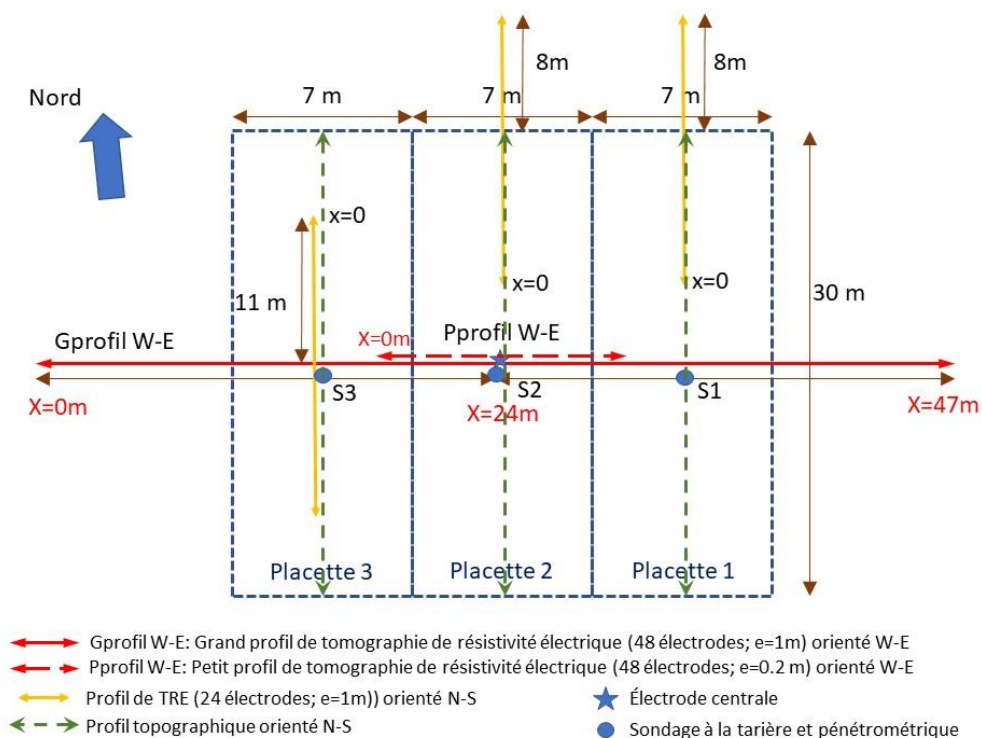 8m
8m
Nord
7 m
7 m
7 m
x=0
x=0
x=0
11 m
30 m
Gprofil W-E
X=0m
Pprofil W-E
S3
S2
S1
X=0m
X=24m
X=47m
Placette 3
Placette 2
Placette 1
Gprofil W-E: Grand profil de tomographie de résistivité électrique (48 électrodes; e=1m) orienté W-E
Pprofil W-E: Petit profil de tomographie de résistivité électrique (48 électrodes; e=0.2 m) orienté W-E
Profil de TRE (24 électrodes; e=1m)) orienté N-S
Électrode centrale
Profil topographique orienté N-S
Sondage à la tarière et pénétrométrique